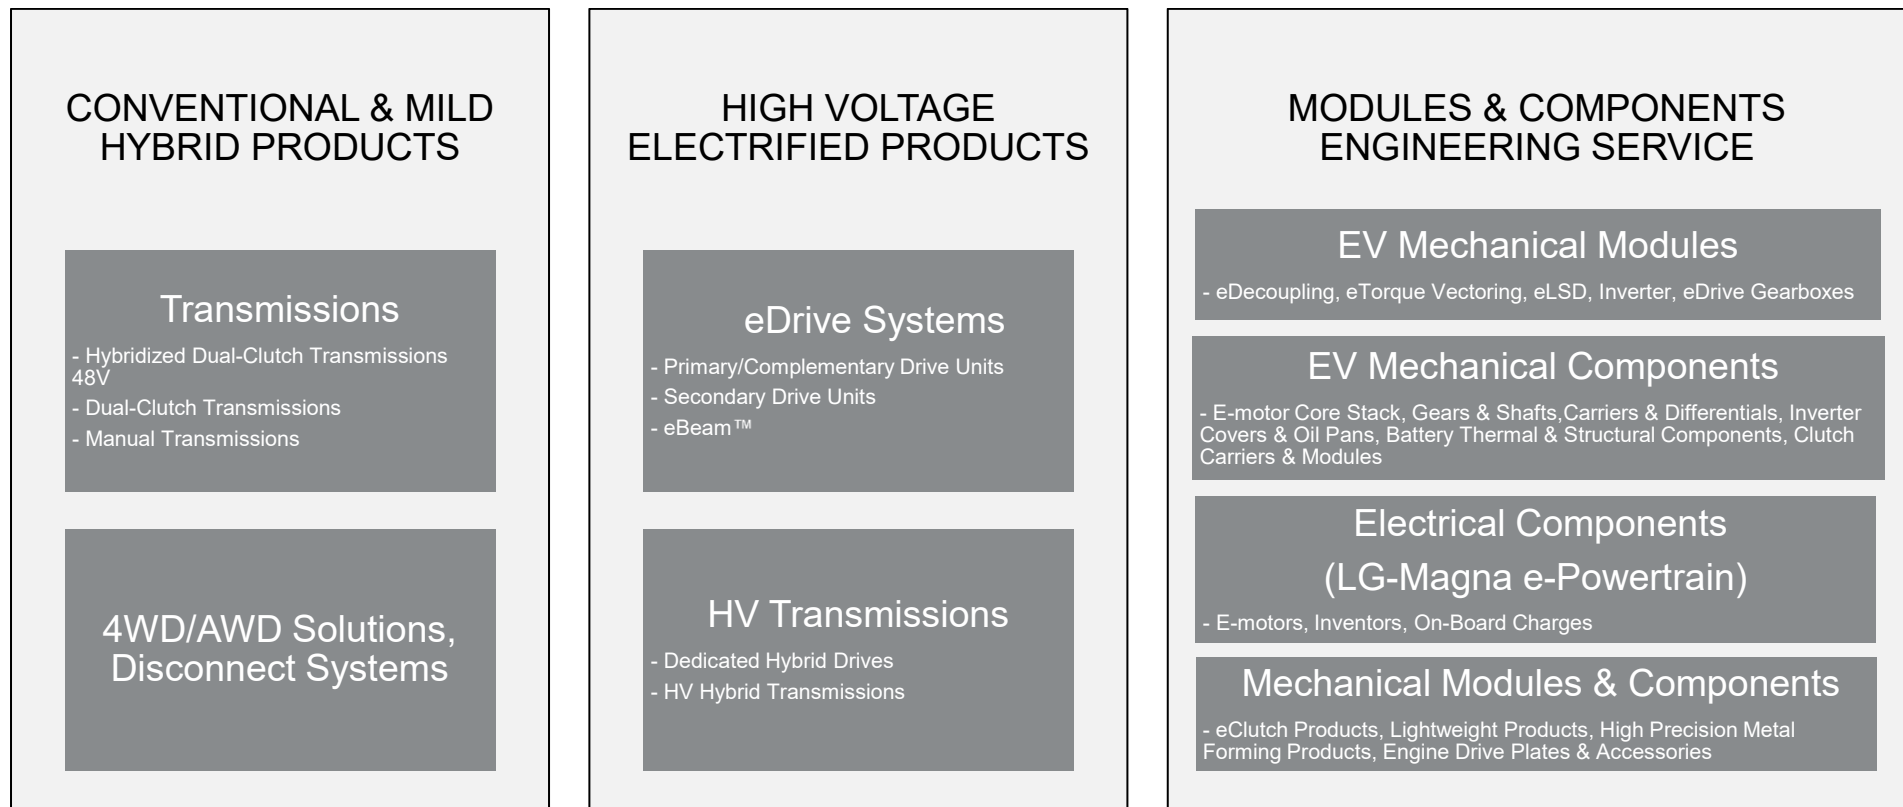 CONVENTIONAL & MILD
HYBRID PRODUCTS
Transmissions
- Hybridized Dual-Clutch Transmissions
48V
- Dual-Clutch Transmissions
- Manual Transmissions
4WD/AWD Solutions,
Disconnect Systems
HIGH VOLTAGE
ELECTRIFIED PRODUCTS
eDrive Systems
- Primary/Complementary Drive Units
- Secondary Drive Units
- eBeam™
HV Transmissions
- Dedicated Hybrid Drives
- HV Hybrid Transmissions
MODULES & COMPONENTS
ENGINEERING SERVICE
EV Mechanical Modules
- eDecoupling, eTorque Vectoring, eLSD, Inverter, eDrive Gearboxes
EV Mechanical Components
- E-motor Core Stack, Gears & Shafts,Carriers & Differentials, Inverter
Covers & Oil Pans, Battery Thermal & Structural Components, Clutch
Carriers & Modules
Electrical Components
(LG-Magna e-Powertrain)
- E-motors, Inventors, On-Board Charges
Mechanical Modules & Components
- eClutch Products, Lightweight Products, High Precision Metal
Forming Products, Engine Drive Plates & Accessories